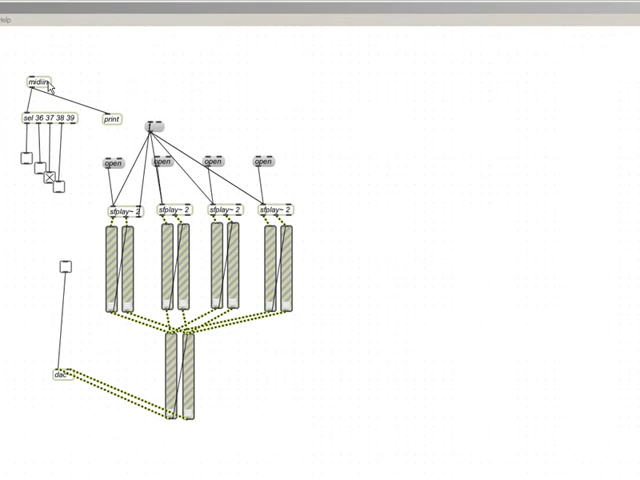 Help
midiin
sel 36 37 38 39
print
open
open
open
open
sfplay~ 2
sfplay~ 2
sfplay~ 2
sfplay~ 2
dac~